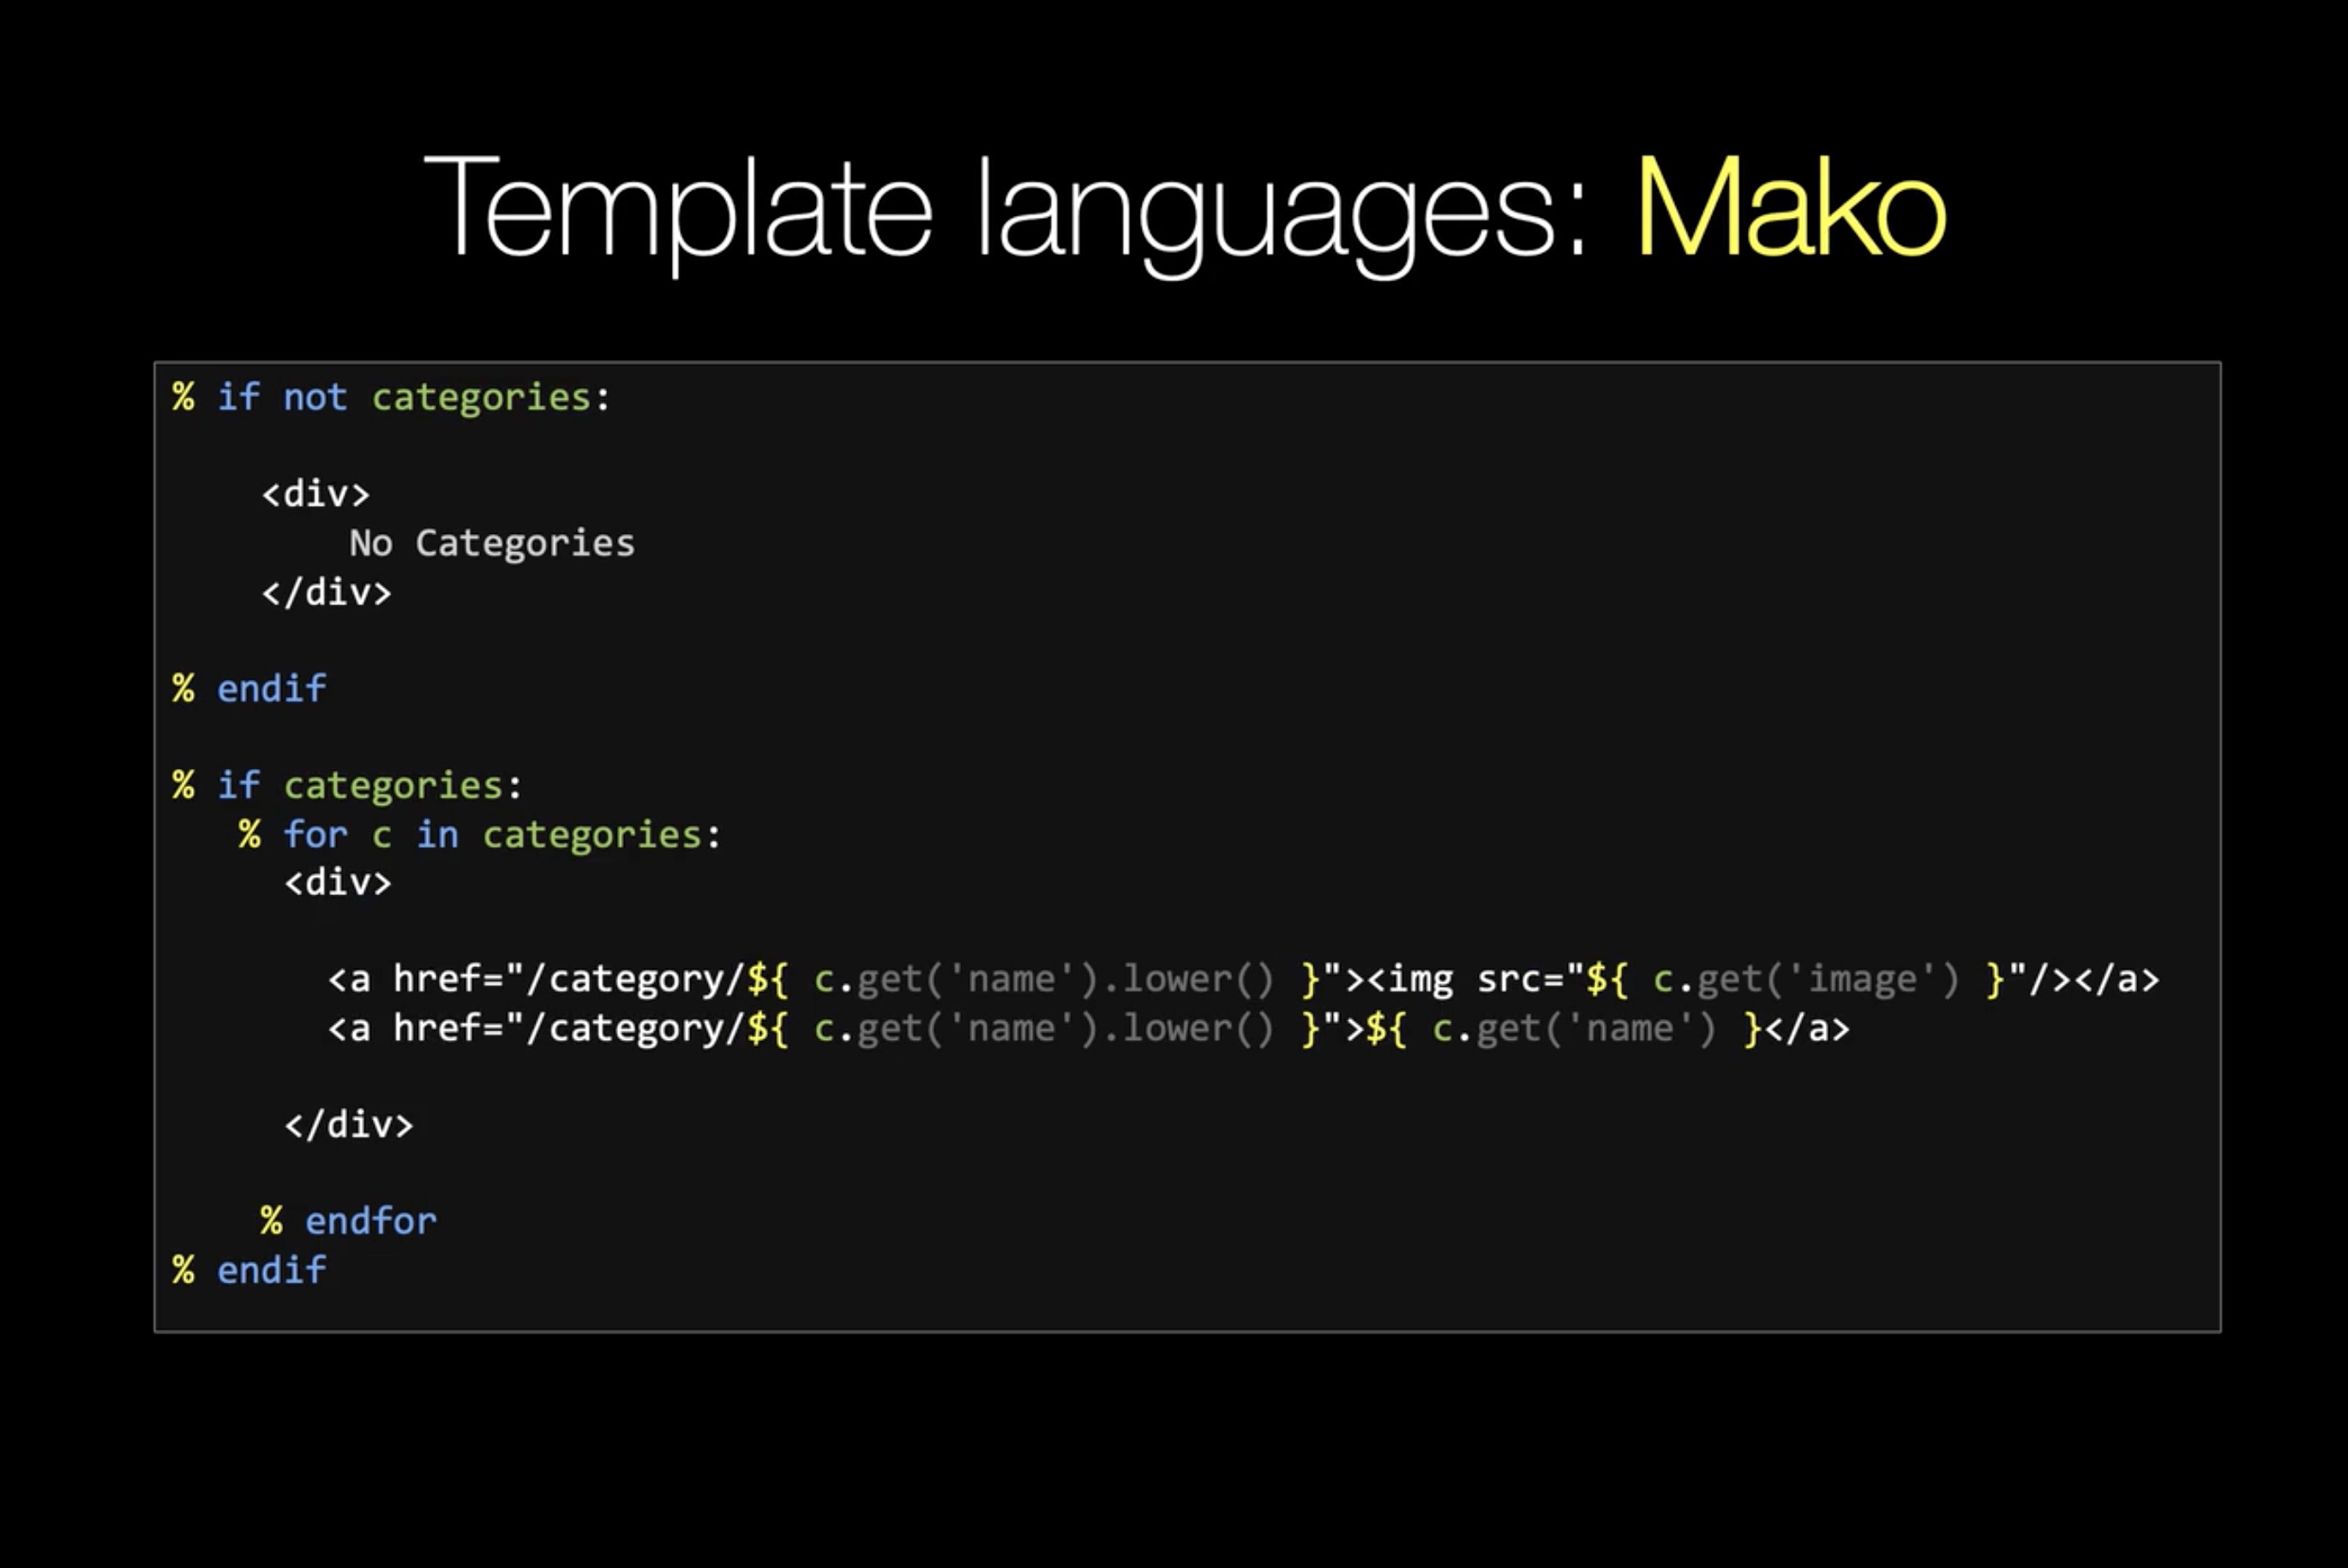 Template languages: Mako
% if not categories:
<div>
No Categories
</div>
% endif
% if categories:
% for c in categories:
<div>
<a href="/category/${ c.get('name').lower() }"><img src="${ c.get('image') }"/></a>
<a href="/category/${ c.get('name').lower() }">${ c.get('name') }</a>
</div>
% endfor
% endif